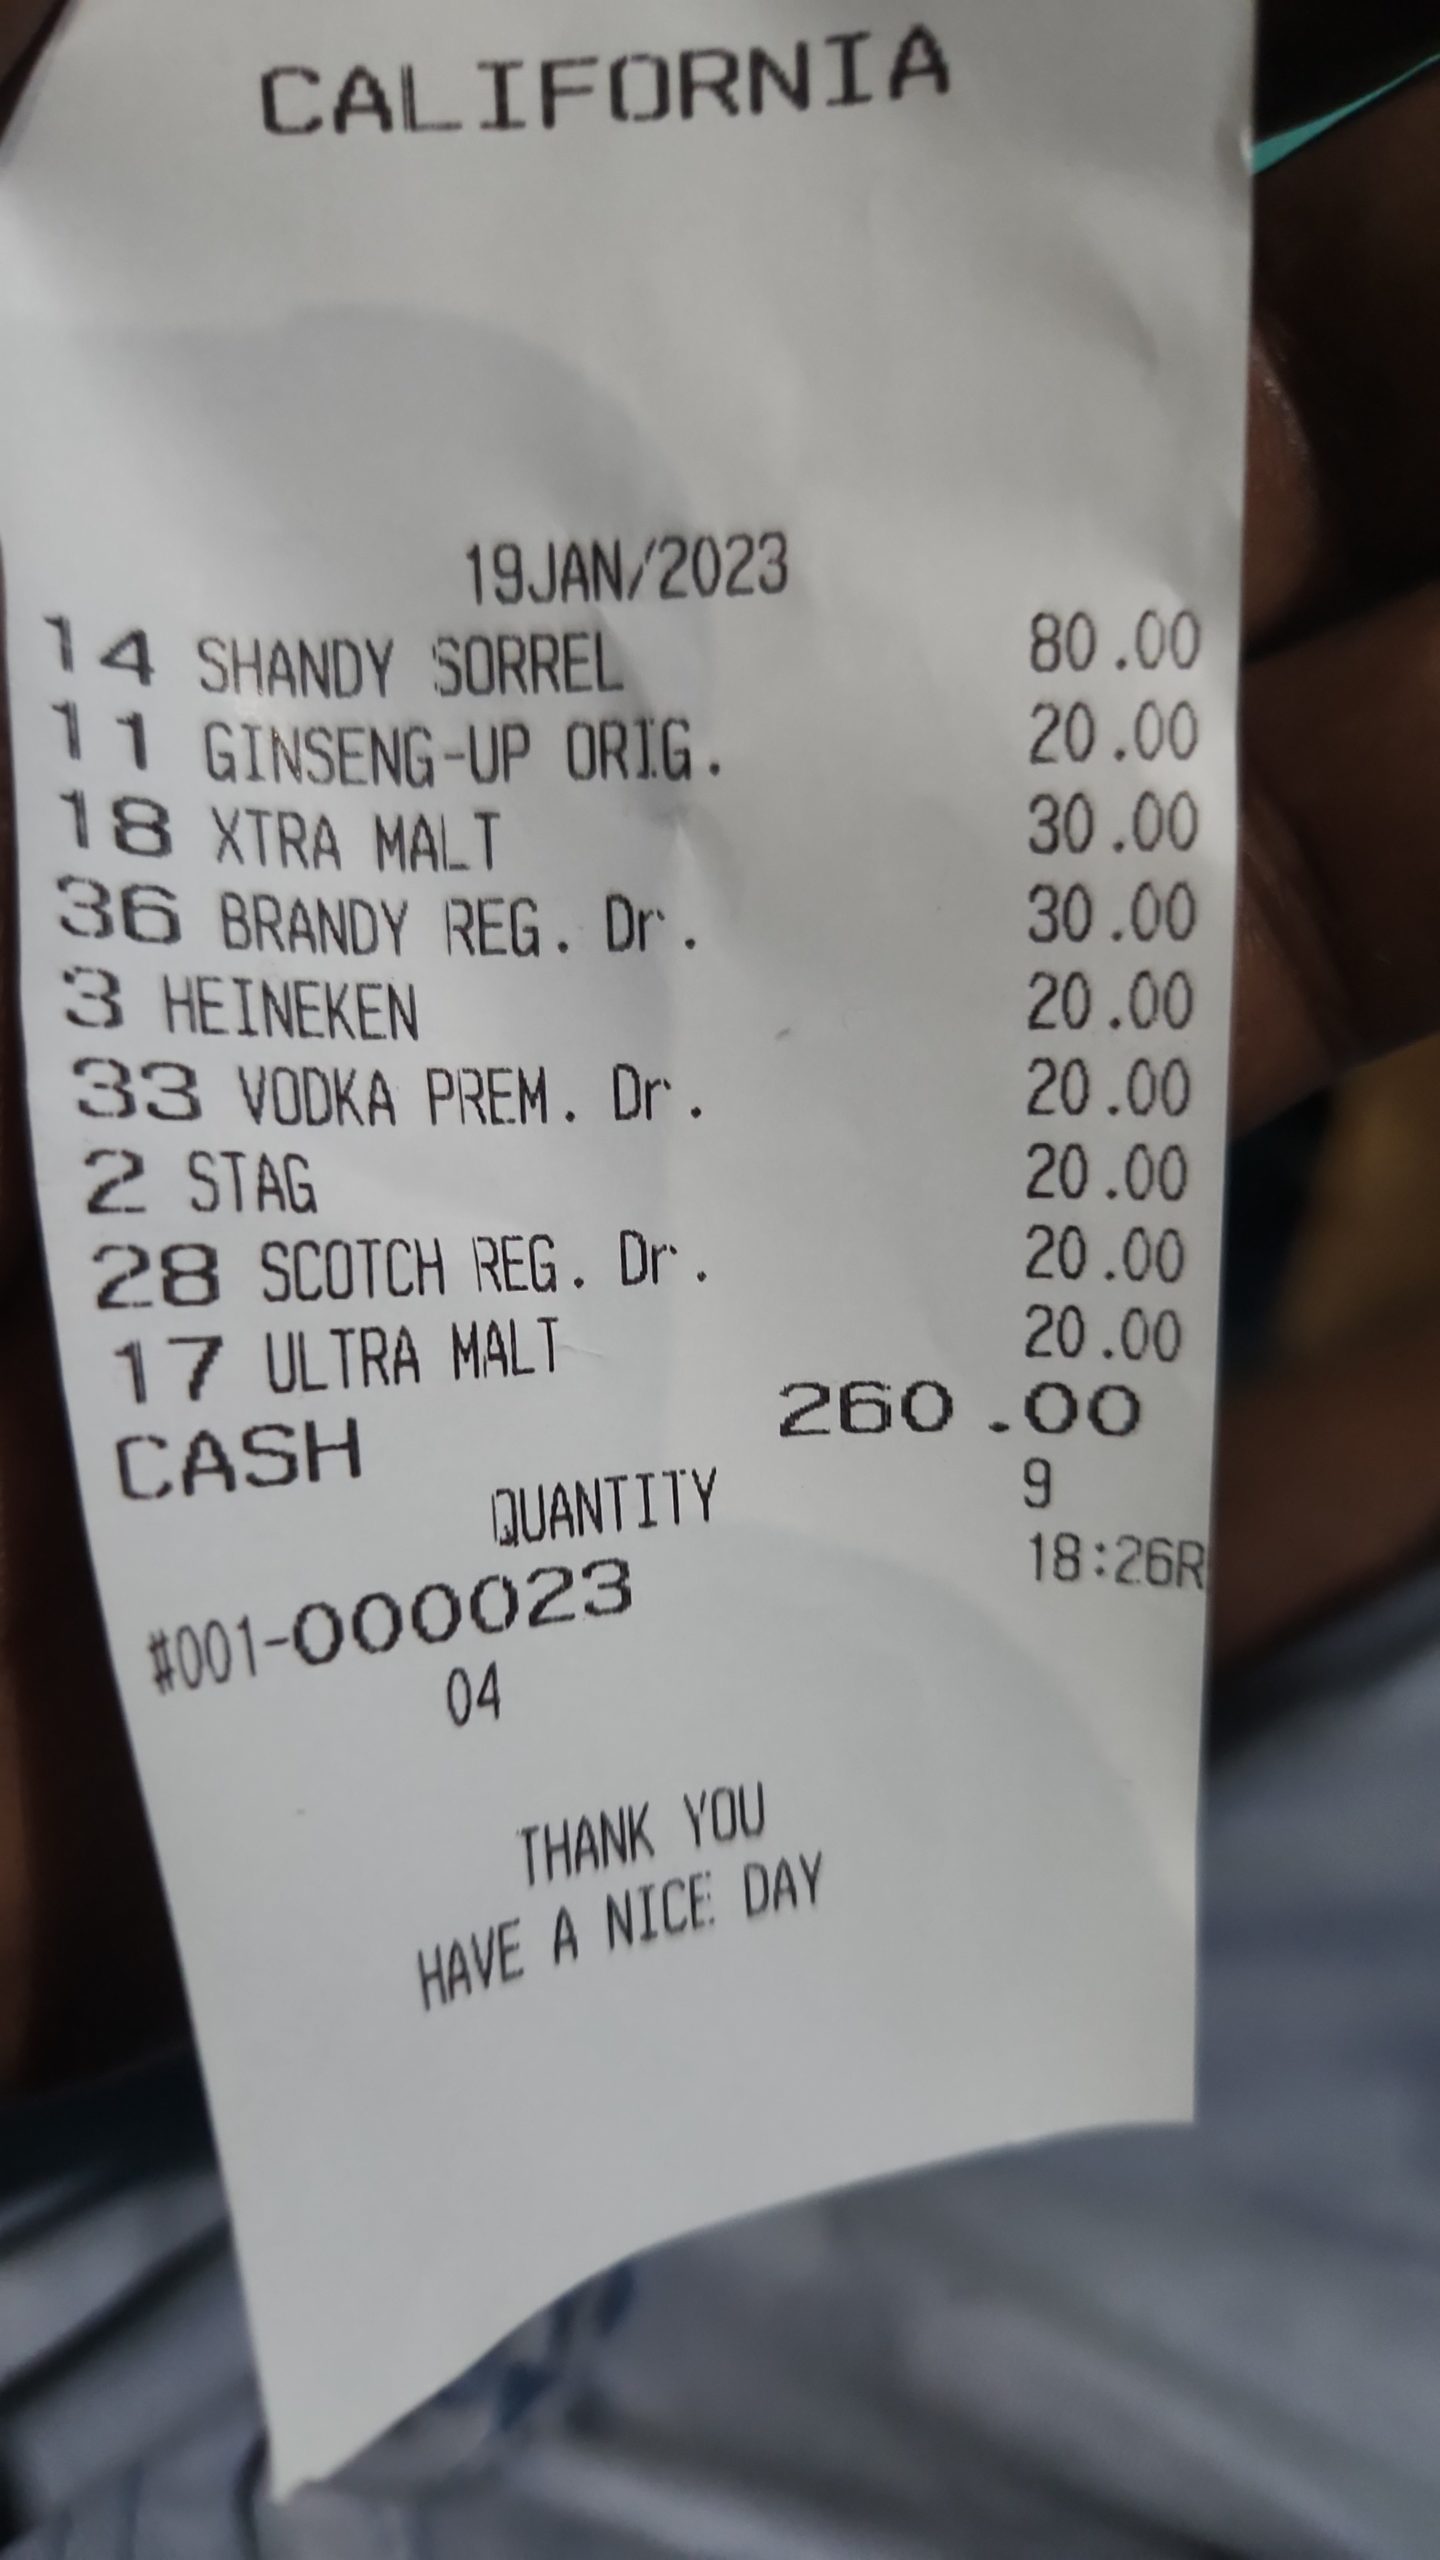 CALIFORNIA
19JAN/2023
14 SHANDY SORREL 80.00
11 GINSENG-UP ORIG. 20.00
18 XTRA MALT 30.00
36 BRANDY REG. Dr. 30.00
3 HEINEKEN 20.00
33 VODKA PREM. Dr. 20.00
2 STAG 20.00
28 SCOTCH REG. Dr. 20.00
17 ULTRA MALT 20.00
CASH 260.00
QUANTITY 9
#001-000023 18:26R
04
THANK YOU
HAVE A NICE DAY